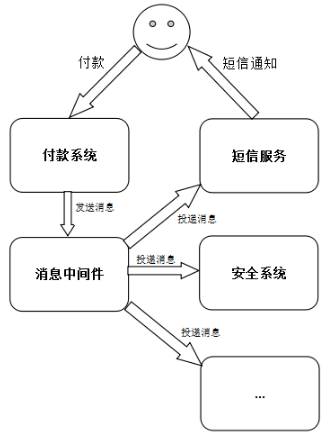 付款
短信通知
付款系统
短信服务
发送消息
投递消息
消息中间件
投递消息
安全系统
投递消息
...